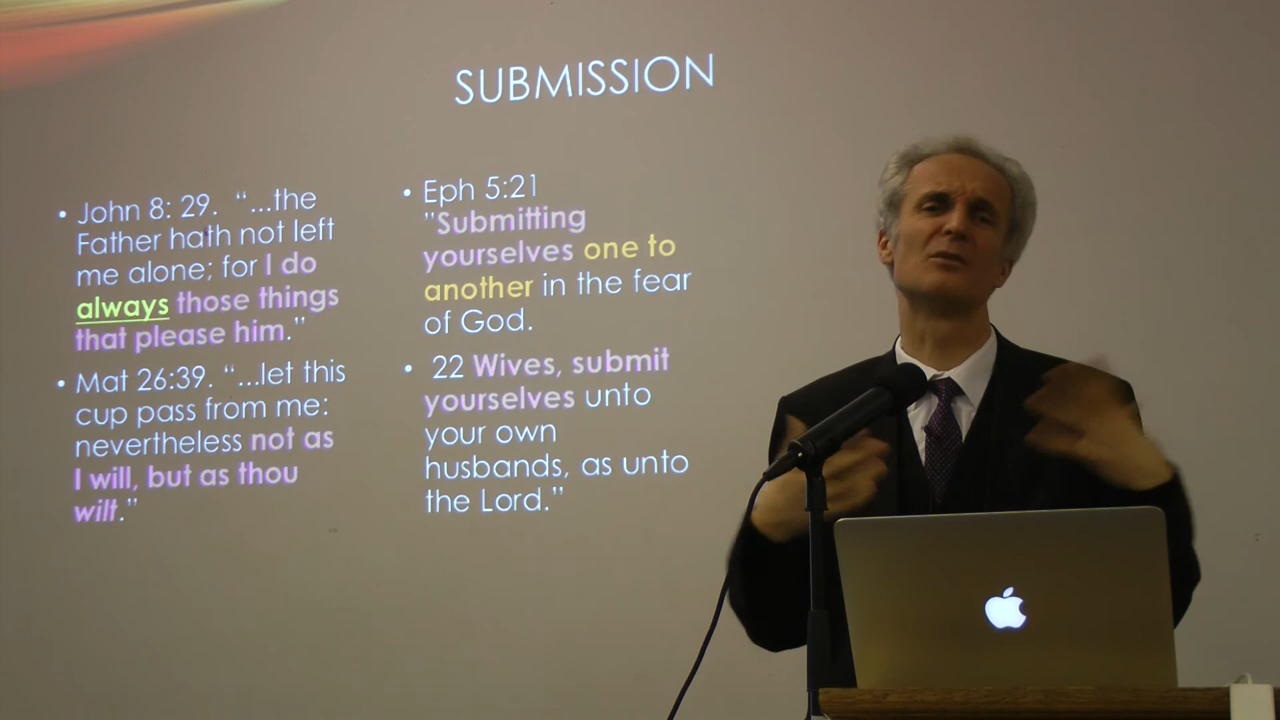 SUBMISSION
• John 8: 29. “...the
Father hath not left
me alone; for I do
always those things
that please him.”
• Mat 26:39. “...let this
cup pass from me:
nevertheless not as
I will, but as thou
wilt.”
• Eph 5:21
"Submitting
yourselves one to
another in the fear
of God.
• 22 Wives, submit
yourselves unto
your own
husbands, as unto
the Lord.”